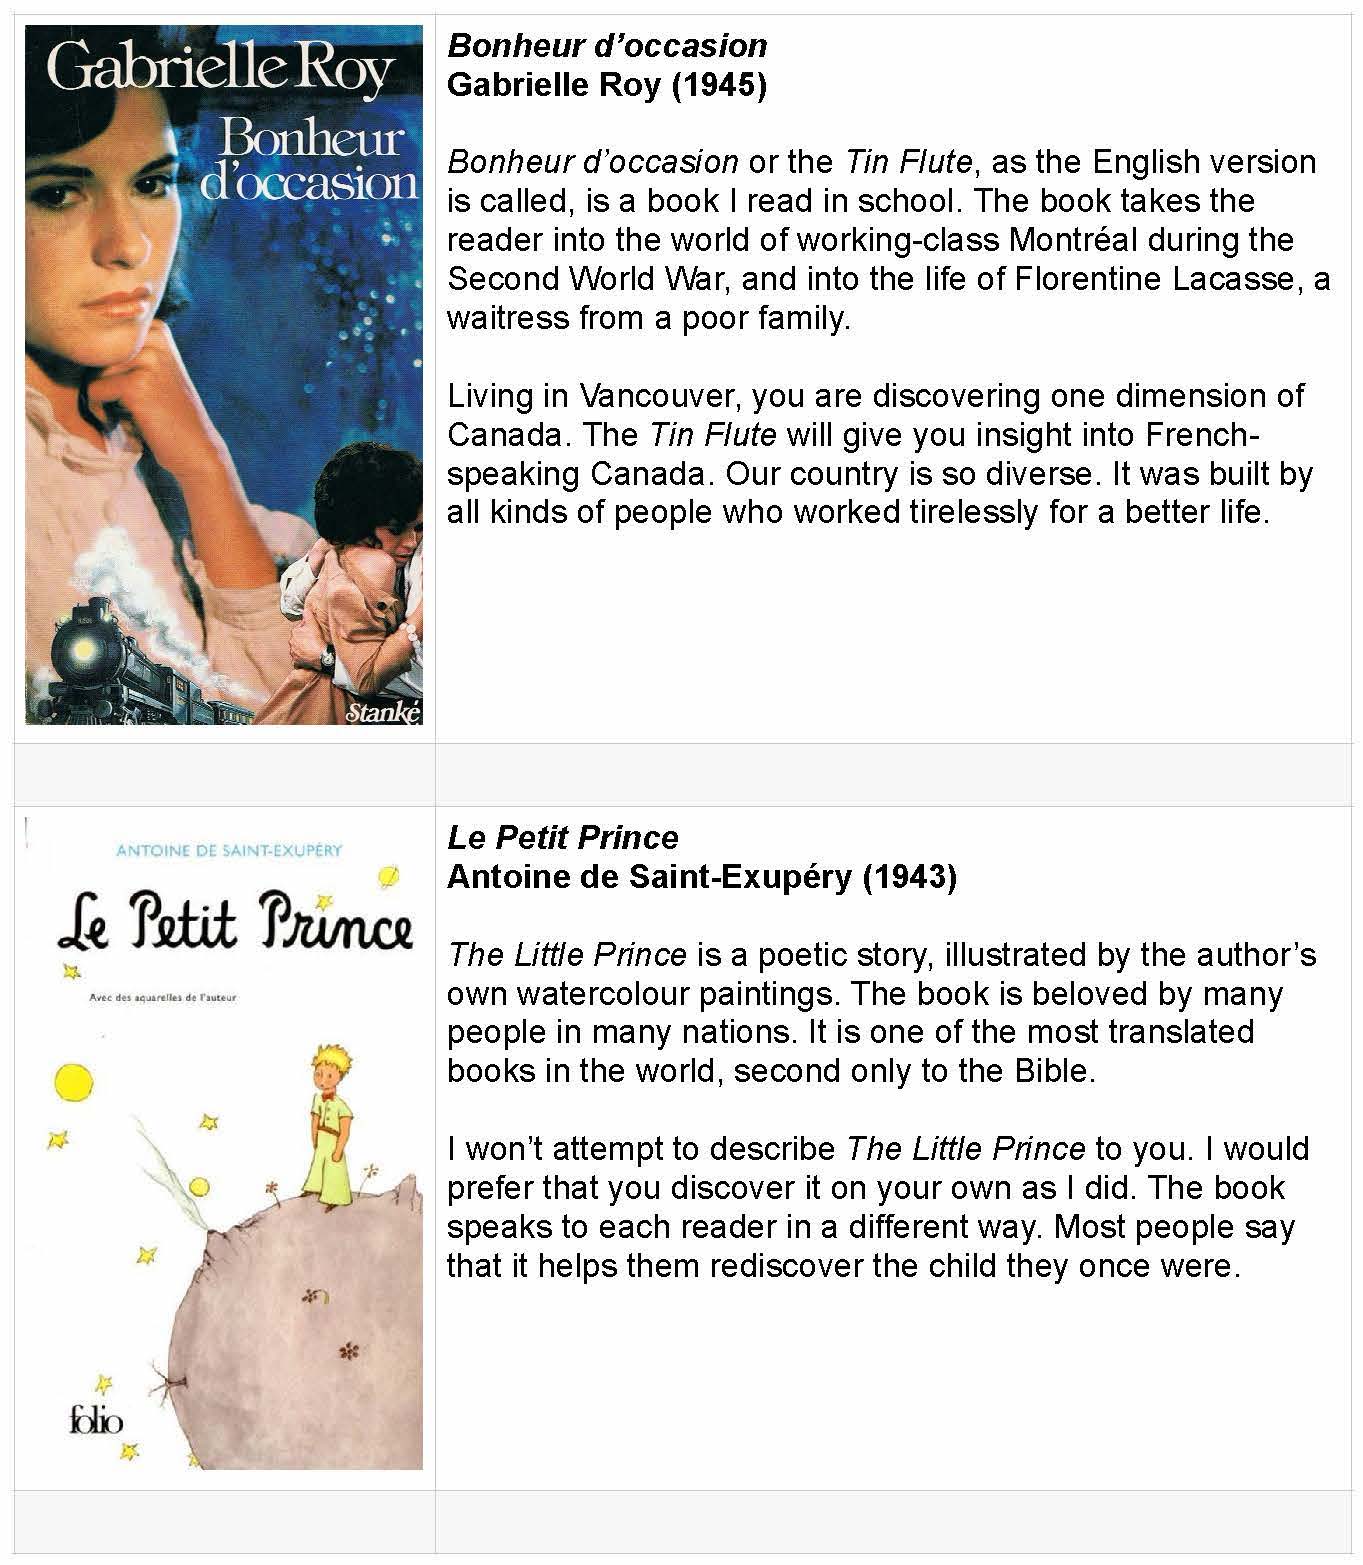 Gabrielle Roy
Bonheur
d'occasion
Stanké
Bonheur d’occasion
Gabrielle Roy (1945)
Bonheur d’occasion or the Tin Flute, as the English version
is called, is a book I read in school. The book takes the
reader into the world of working-class Montréal during the
Second World War, and into the life of Florentine Lacasse, a
waitress from a poor family.
Living in Vancouver, you are discovering one dimension of
Canada. The Tin Flute will give you insight into French-
speaking Canada. Our country is so diverse. It was built by
all kinds of people who worked tirelessly for a better life.
ANTOINE DE SAINT-EXUPÉRY
Le Petit Prince
Avec des aquarelles de l'auteur
folio
Le Petit Prince
Antoine de Saint-Exupéry (1943)
The Little Prince is a poetic story, illustrated by the author’s
own watercolour paintings. The book is beloved by many
people in many nations. It is one of the most translated
books in the world, second only to the Bible.
I won’t attempt to describe The Little Prince to you. I would
prefer that you discover it on your own as I did. The book
speaks to each reader in a different way. Most people say
that it helps them rediscover the child they once were.